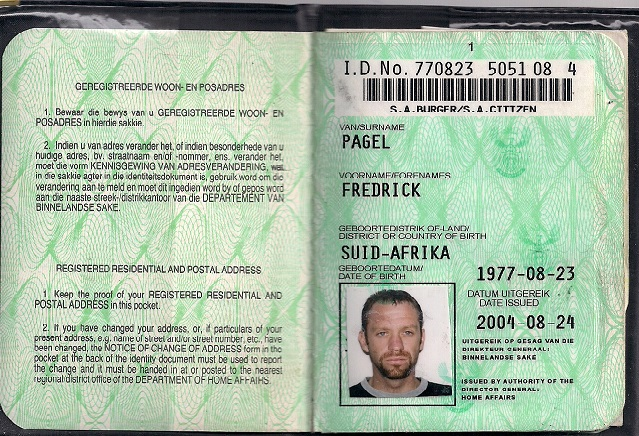 GEREGISTREERDE WOON- EN POSADRES
1. Bewaar die bewys van u GEREGISTREERDE WOON- EN
POSADRES in hierdie sakkie.
2. Indien u van adres verander het, of indien besonderhede van u
huidige adres, bv. straatnaam en/of -nommer, ens. verander het,
moet die vorm KENNISGEWING VAN ADRESVERANDERING, wat
in die sakkie agter in die identiteitsdokument is, gebruik word om die
verandering aan te meld en moet dit ingedien word by of gepos word
aan die naaste streek-/distrikkantoor van die DEPARTEMENT VAN
BINNELANDSE SAKE.
REGISTERED RESIDENTIAL AND POSTAL ADDRESS
1. Keep the proof of your REGISTERED RESIDENTIAL AND
POSTAL ADDRESS in this pocket.
2. If you have changed your address, or, if particulars of your
present address, e.g. name of street and/or street number, etc., have
been changed, the NOTICE OF CHANGE OF ADDRESS form in the
pocket at the back of the identity document must be used to report
the change and it must be handed in at or posted to the nearest
regional/district office of the DEPARTMENT OF HOME AFFAIRS.
1
I.D.No. 770823 5051 08 4
S.A.BURGER/S.A.CITIZEN
VAN/SURNAME
PAGEL
VOORNAME/FORENAMES
FREDRICK
GEBOORTEDISTRIK OF-LAND/
DISTRICT OR COUNTRY OF BIRTH
SUID-AFRIKA
GEBOORTEDATUM/
DATE OF BIRTH
1977-08-23
DATUM UITGEREIK
DATE ISSUED
2004-08-24
UITGEREIK OP GESAG VAN DIE
DIREKTEUR-GENERAAL:
BINNELANDSE SAKE
ISSUED BY AUTHORITY OF THE
DIRECTOR-GENERAL:
HOME AFFAIRS